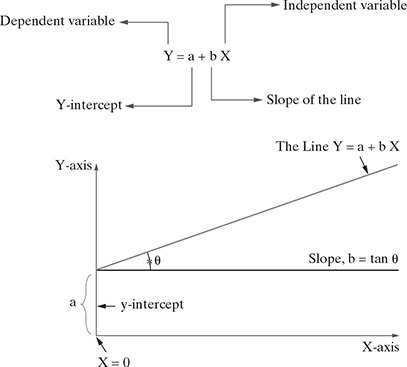 Independent variable
Dependent variable
Y = a + b X
Y-intercept
Slope of the line
The Line Y = a + b X
Y-axis
θ
Slope, b = tan θ
a
y-intercept
X-axis
X = 0